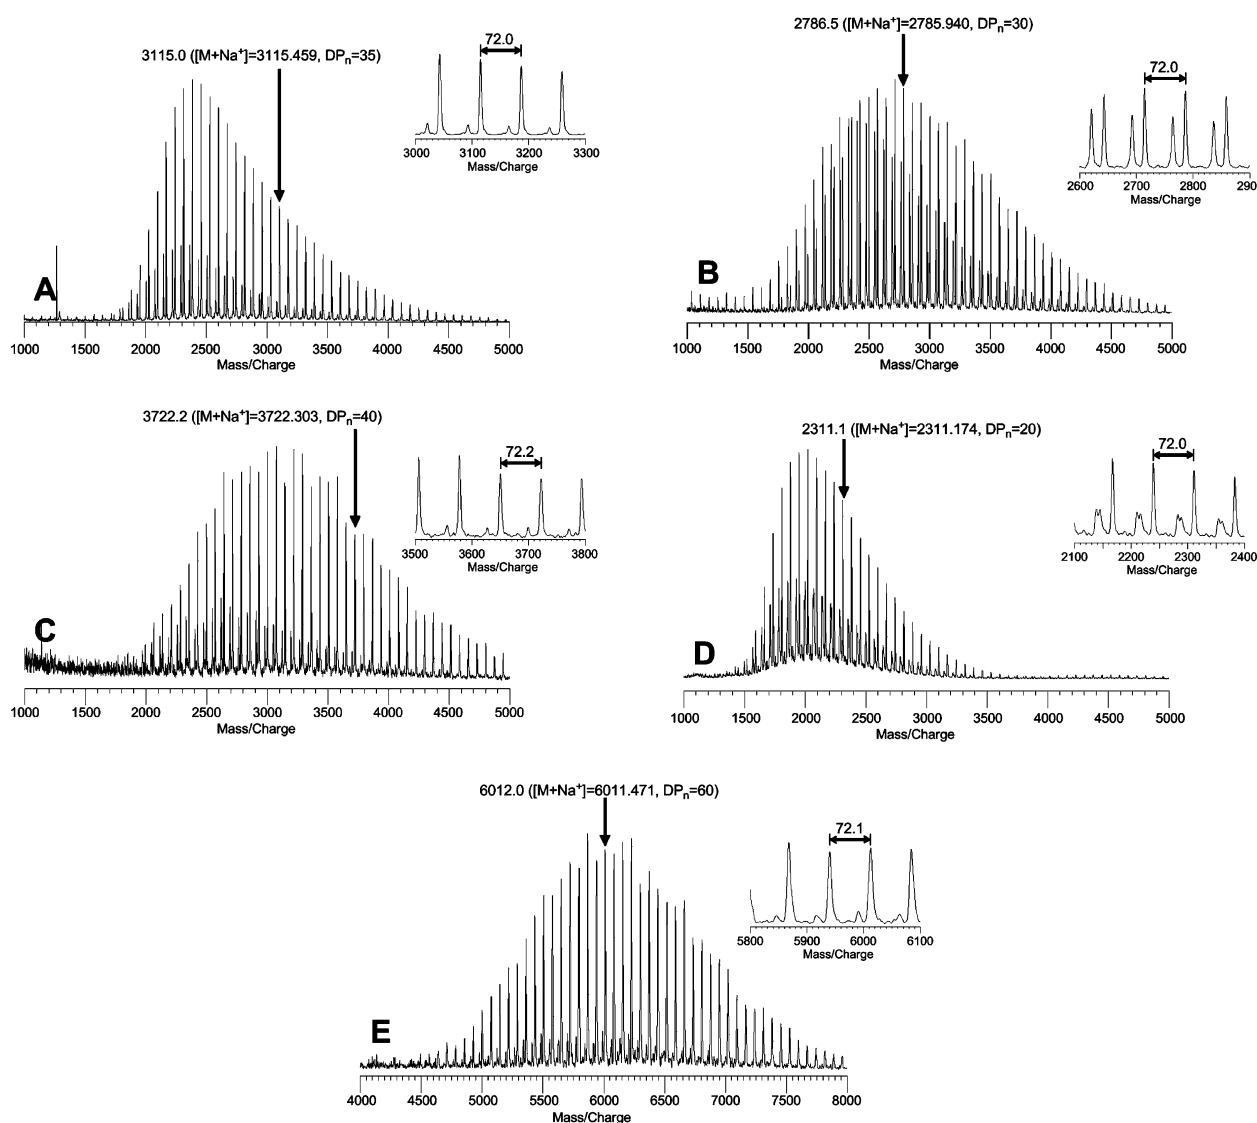 3115.0 ([M+Na⁺]=3115.459, DPₙ=35)
72.0
3000 3100 3200 3300
Mass/Charge
A
1000 1500 2000 2500 3000 3500 4000 4500 5000
Mass/Charge
2786.5 ([M+Na⁺]=2785.940, DPₙ=30)
72.0
2600 2700 2800 290
Mass/Charge
B
1000 1500 2000 2500 3000 3500 4000 4500 5000
Mass/Charge
3722.2 ([M+Na⁺]=3722.303, DPₙ=40)
72.2
3500 3600 3700 3800
Mass/Charge
C
1000 1500 2000 2500 3000 3500 4000 4500 5000
Mass/Charge
2311.1 ([M+Na⁺]=2311.174, DPₙ=20)
72.0
2100 2200 2300 2400
Mass/Charge
D
1000 1500 2000 2500 3000 3500 4000 4500 5000
Mass/Charge
6012.0 ([M+Na⁺]=6011.471, DPₙ=60)
72.1
5800 5900 6000 6100
Mass/Charge
E
4000 4500 5000 5500 6000 6500 7000 7500 8000
Mass/Charge